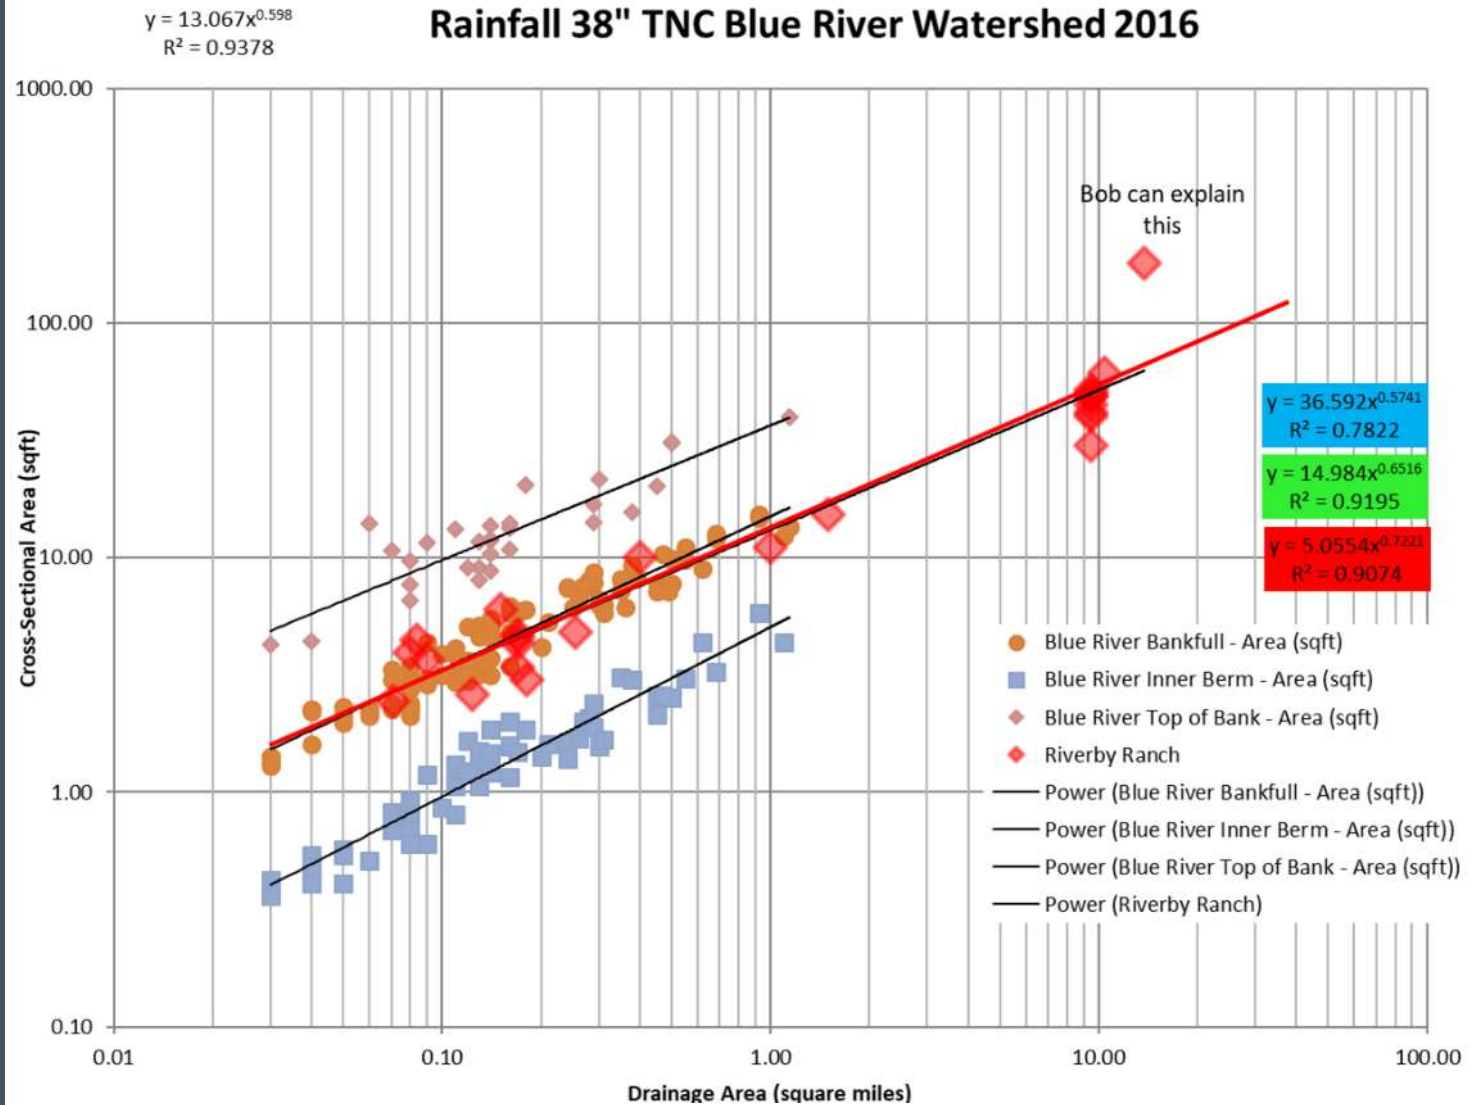 y = 13.067x^0.598
R² = 0.9378
Rainfall 38" TNC Blue River Watershed 2016
1000.00
100.00
10.00
1.00
0.10
Cross-Sectional Area (sqft)
Bob can explain
this
y = 36.592x^0.5741
R² = 0.7822
y = 14.984x^0.6516
R² = 0.9195
y = 5.0554x^0.7221
R² = 0.9074
Blue River Bankfull - Area (sqft)
Blue River Inner Berm - Area (sqft)
Blue River Top of Bank - Area (sqft)
Riverby Ranch
Power (Blue River Bankfull - Area (sqft))
Power (Blue River Inner Berm - Area (sqft))
Power (Blue River Top of Bank - Area (sqft))
Power (Riverby Ranch)
0.01
0.10
1.00
10.00
100.00
Drainage Area (square miles)